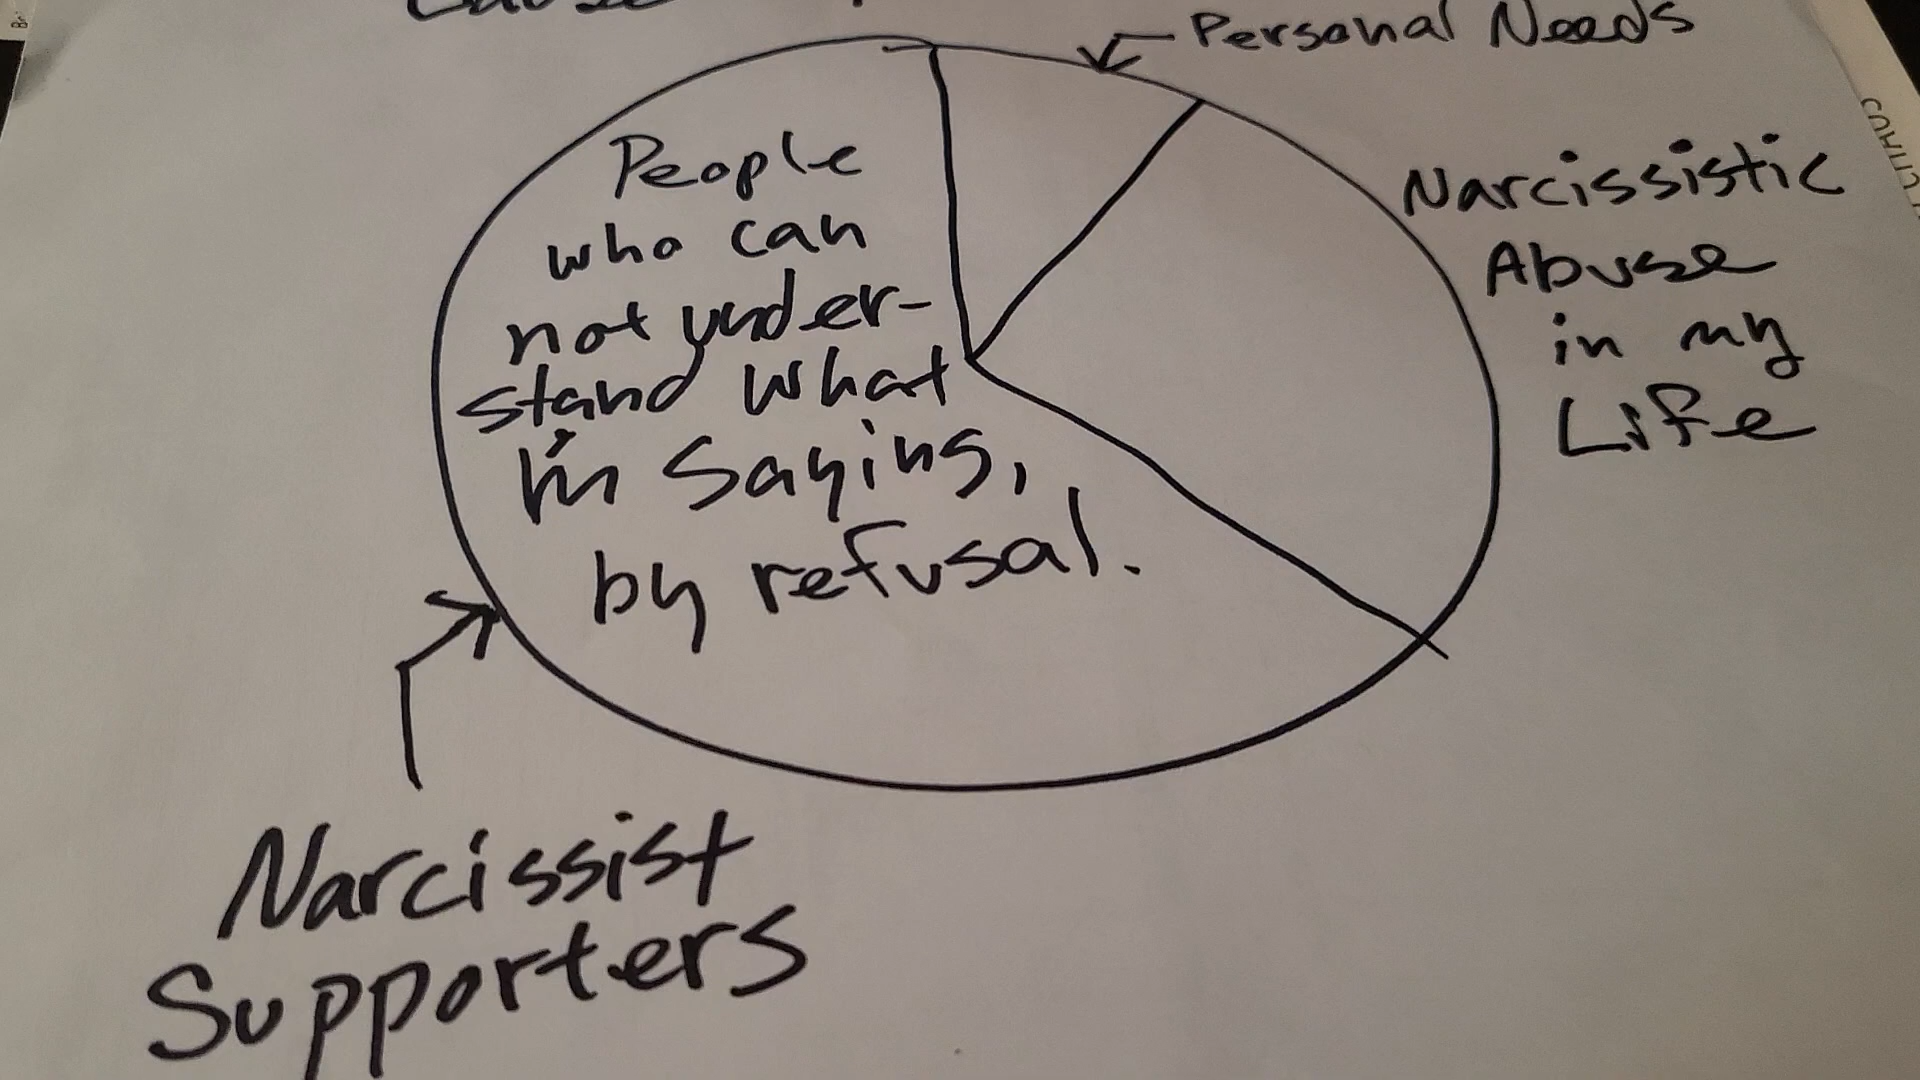 Personal Needs
People
who can
not under-
stand what
I'm saying,
by refusal.
Narcissistic
Abuse
in my
Life
Narcissist
Supporters